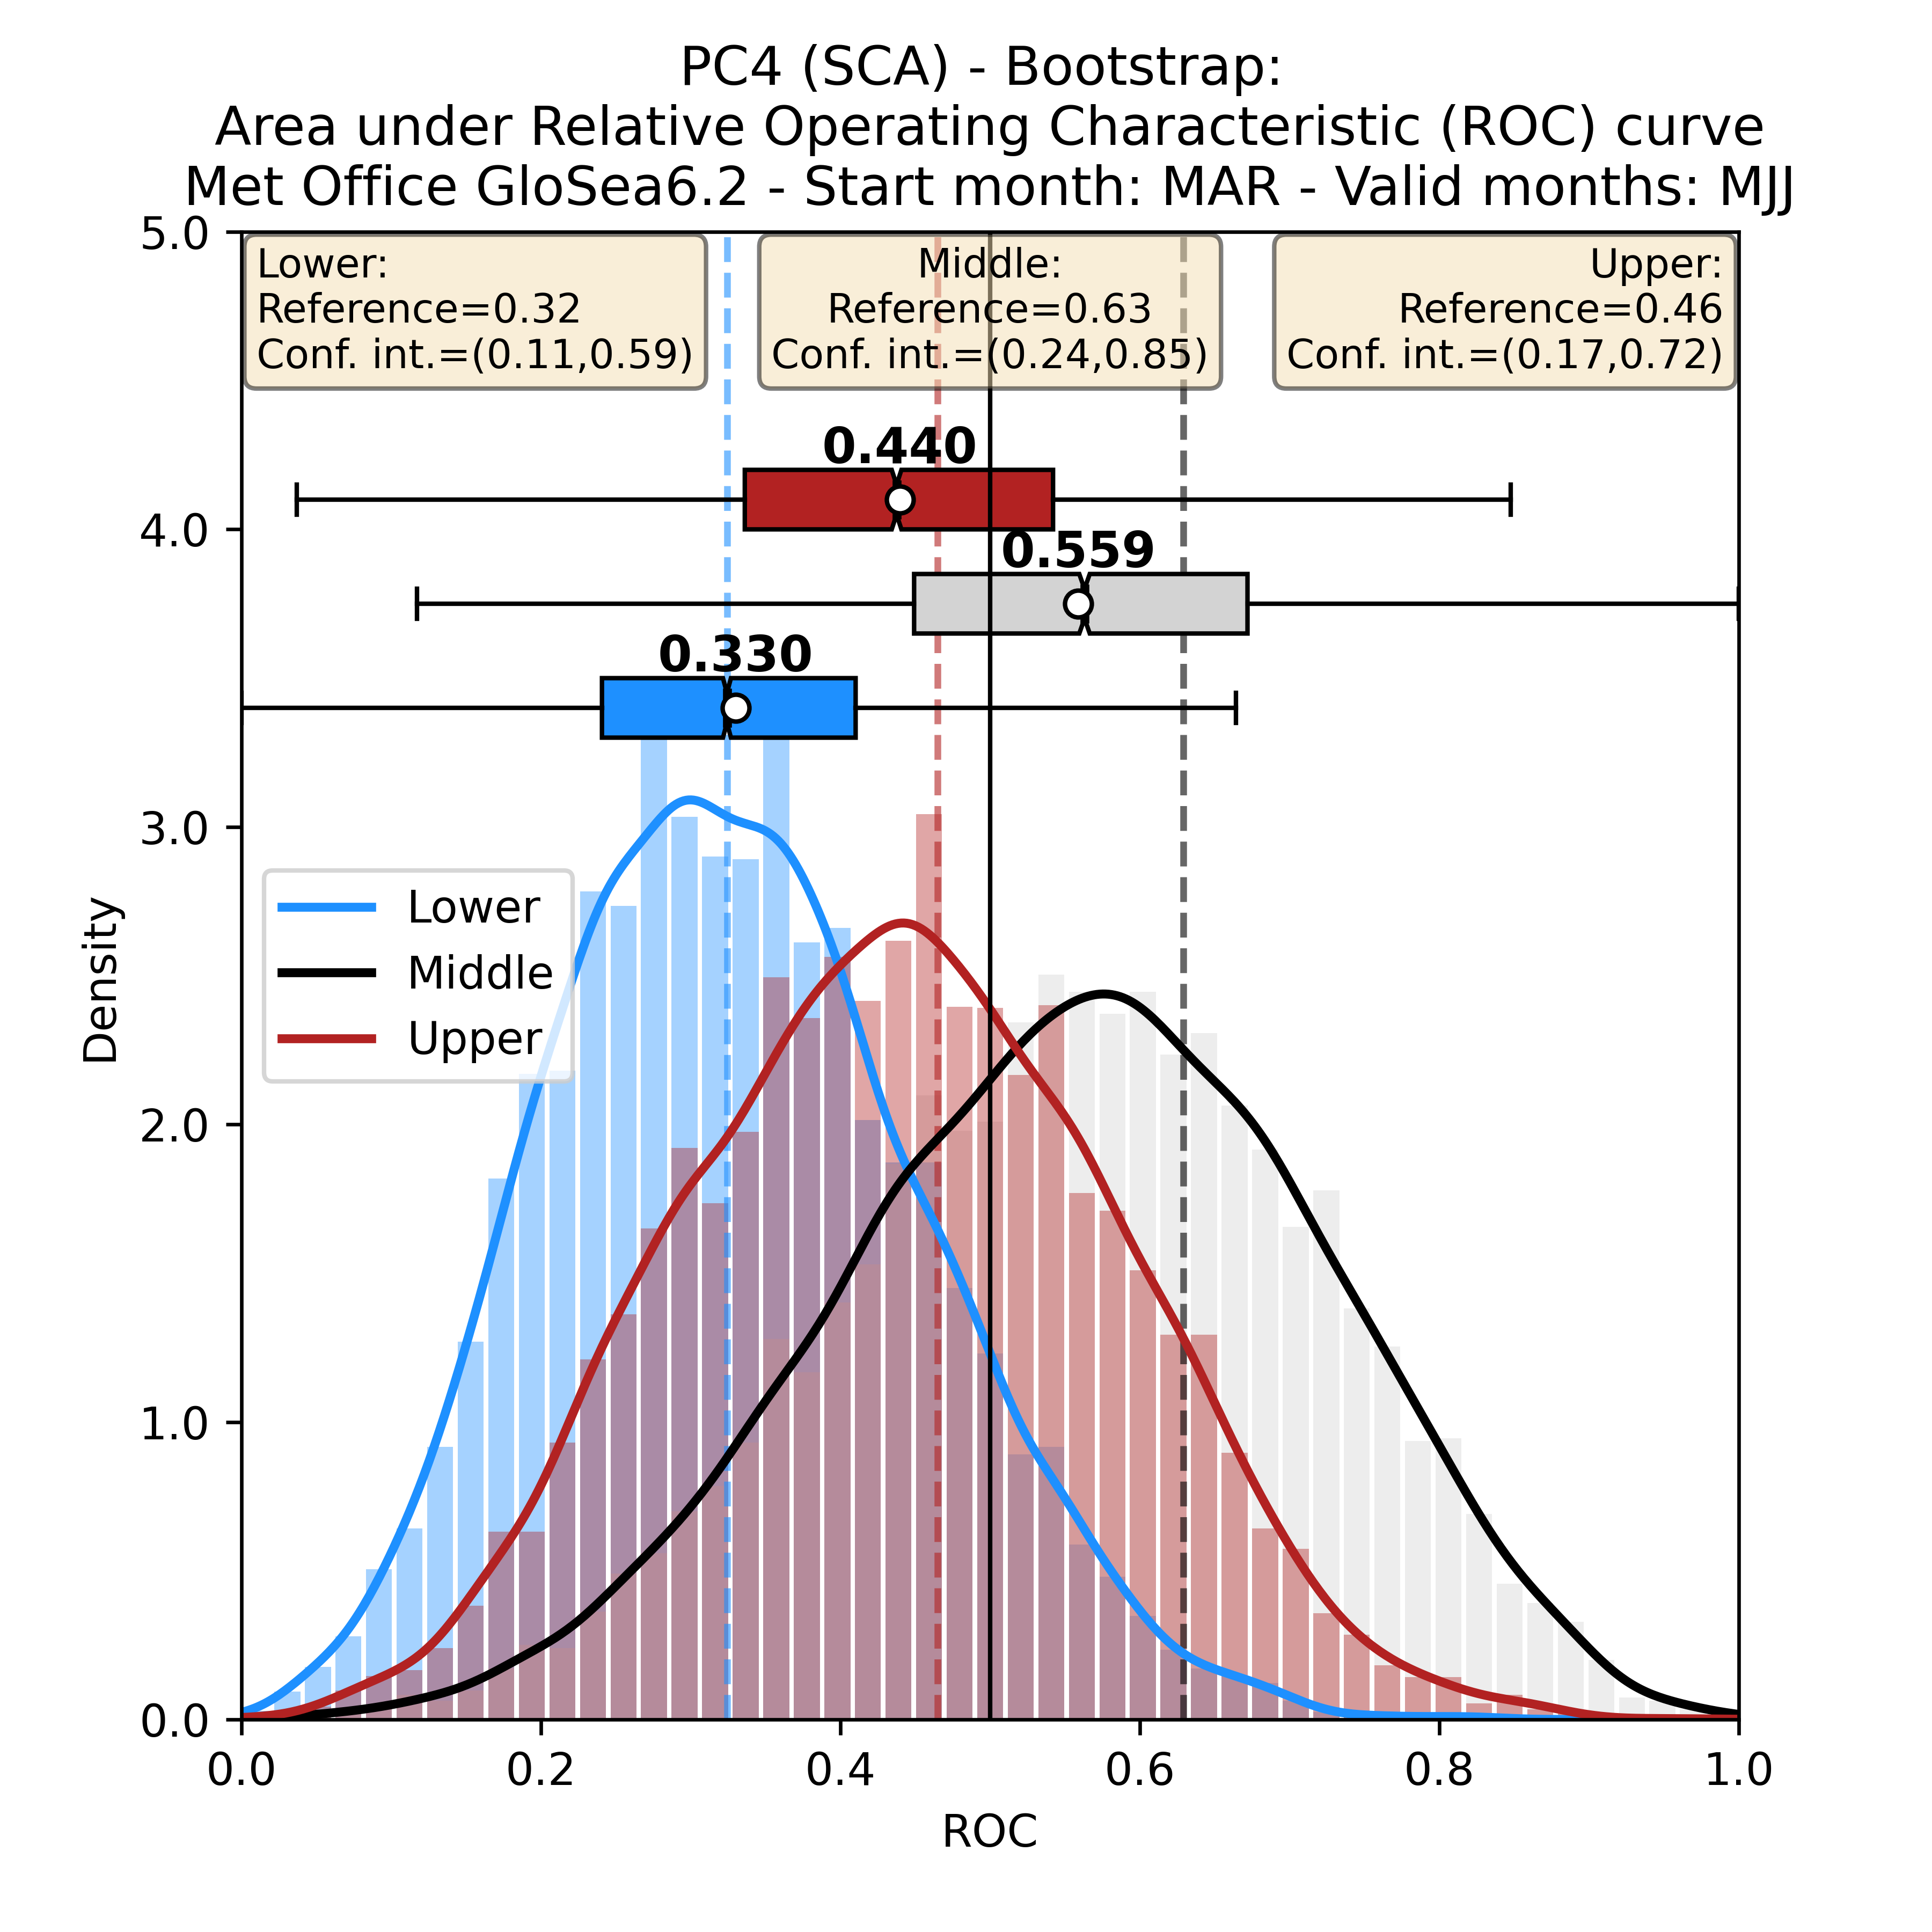 PC4 (SCA) - Bootstrap:
Area under Relative Operating Characteristic (ROC) curve
Met Office GloSea6.2 - Start month: MAR - Valid months: MJJ
Lower:
Reference=0.32
Conf. int.=(0.11,0.59)
Middle:
Reference=0.63
Conf. int.=(0.24,0.85)
Upper:
Reference=0.46
Conf. int.=(0.17,0.72)
0.440
0.559
0.330
Lower
Middle
Upper
Density
5.0
4.0
3.0
2.0
1.0
0.0
0.0 0.2 0.4 0.6 0.8 1.0
ROC